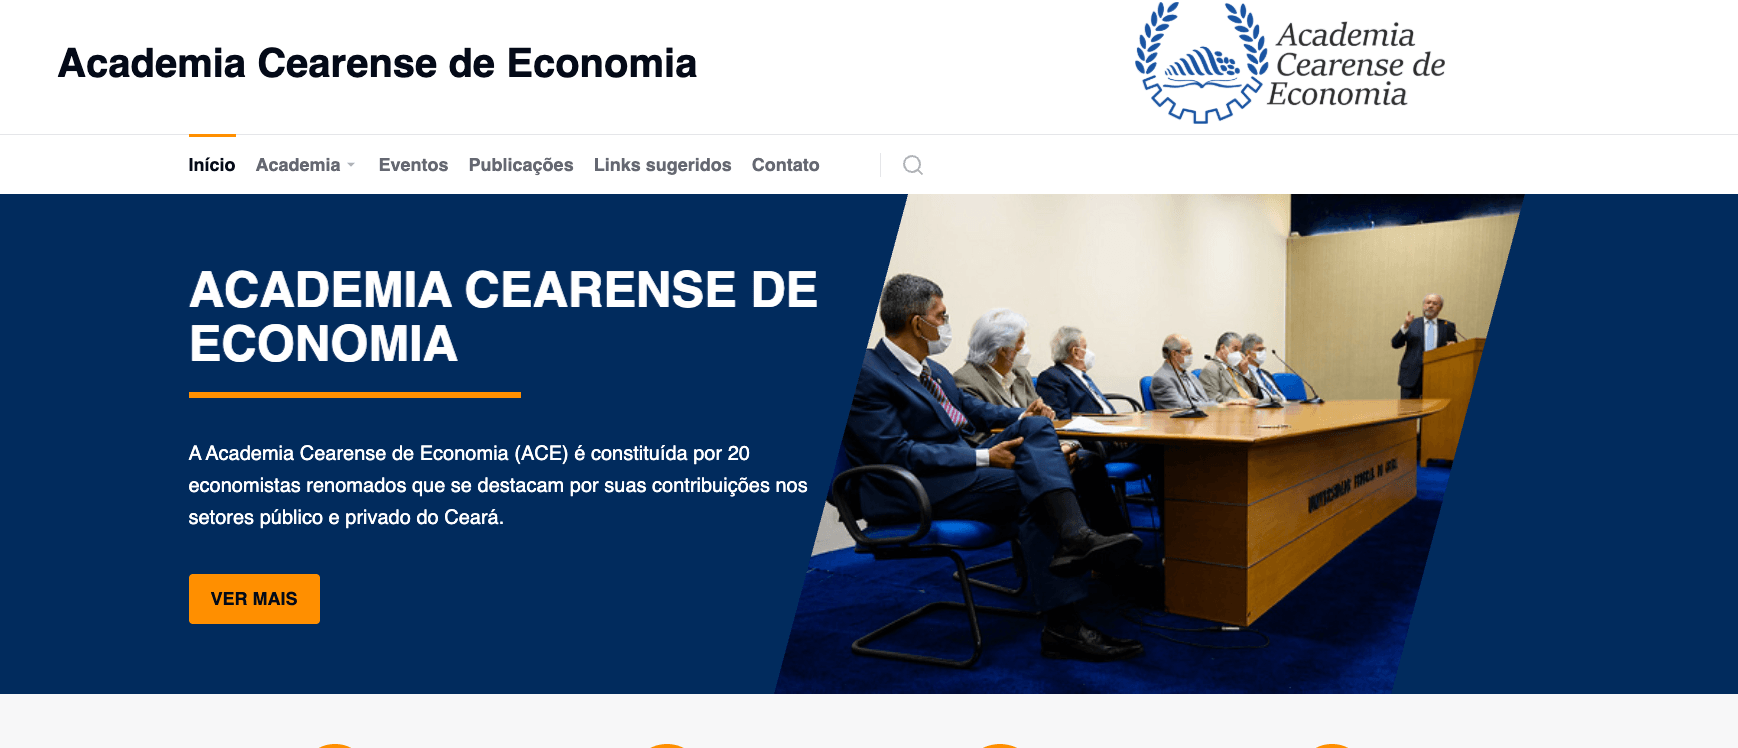 Academia Cearense de Economia
Academia
Cearense de
Economia
Início Academia Eventos Publicações Links sugeridos Contato
ACADEMIA CEARENSE DE
ECONOMIA
A Academia Cearense de Economia (ACE) é constituída por 20
economistas renomados que se destacam por suas contribuições nos
setores público e privado do Ceará.
VER MAIS